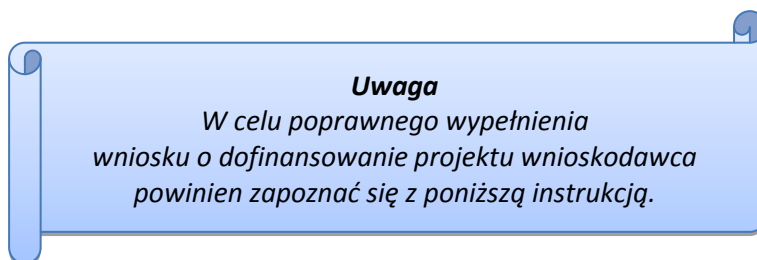 Uwaga
W celu poprawnego wypełnienia
wniosku o dofinansowanie projektu wnioskodawca
powinien zapoznać się z poniższą instrukcją.